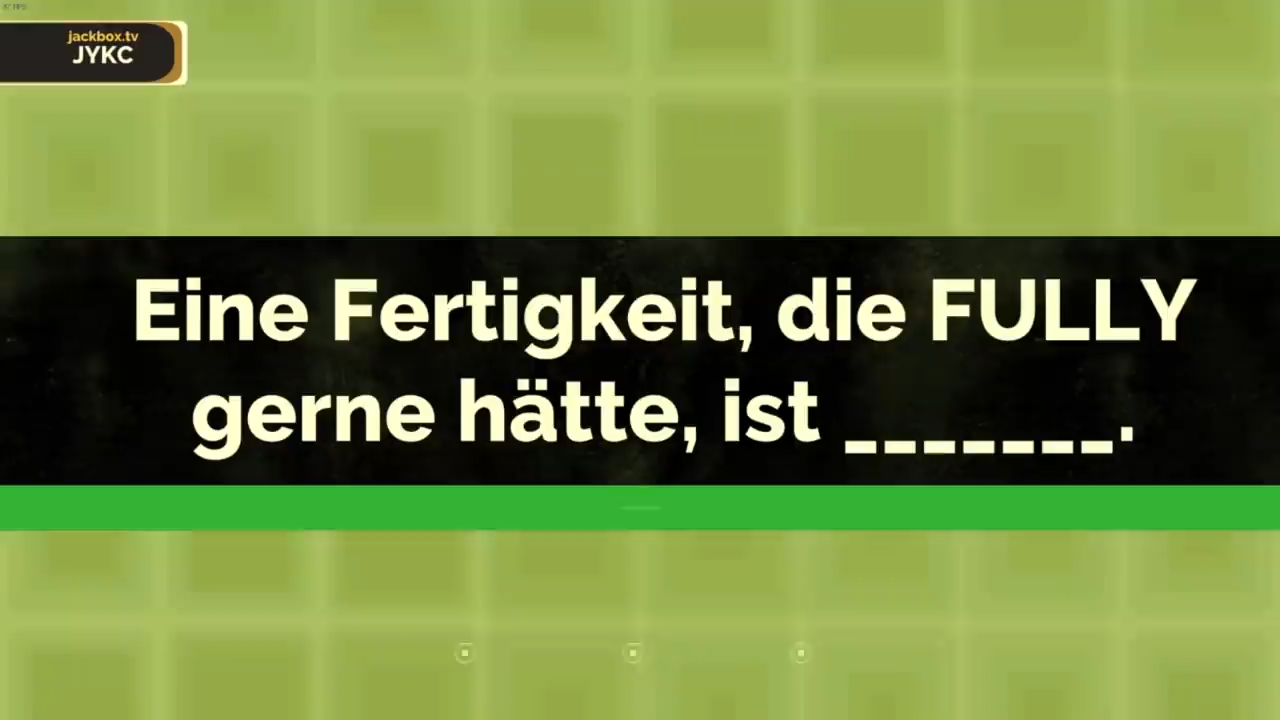 jackbox.tv
JYKC
Eine Fertigkeit, die FULLY
gerne hätte, ist _______.